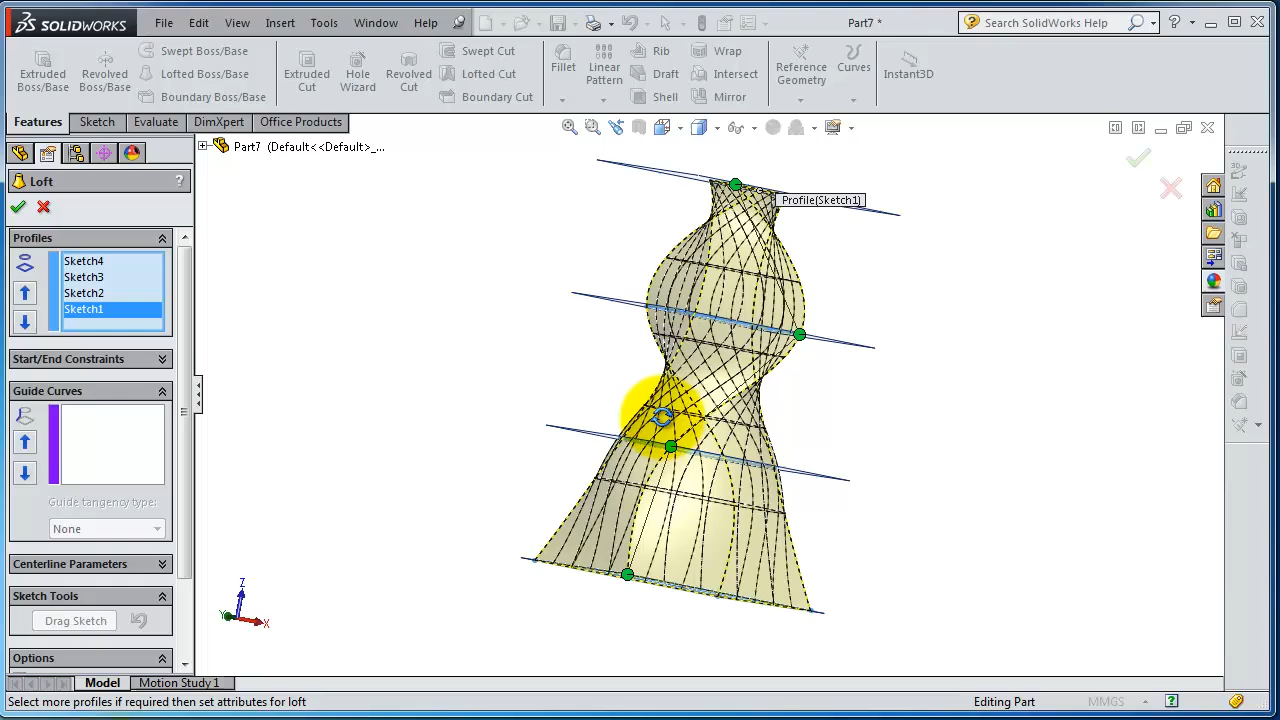 SOLIDWORKS File Edit View Insert Tools Window Help Part7 * Search SolidWorks Help
Extruded Boss/Base
Revolved Boss/Base
Swept Boss/Base
Lofted Boss/Base
Boundary Boss/Base
Extruded Cut
Hole Wizard
Revolved Cut
Swept Cut
Lofted Cut
Boundary Cut
Fillet
Linear Pattern
Rib
Draft
Shell
Wrap
Intersect
Mirror
Reference Geometry
Curves
Instant3D
Features Sketch Evaluate DimXpert Office Products
Part7 (Default<<Default>_...
Loft ?
Profiles
Sketch4
Sketch3
Sketch2
Sketch1
Start/End Constraints
Guide Curves
Guide tangency type:
None
Centerline Parameters
Sketch Tools
Drag Sketch
Options
Profile(Sketch1)
Z
Y
X
Model Motion Study 1
Select more profiles if required then set attributes for loft Editing Part MMGS